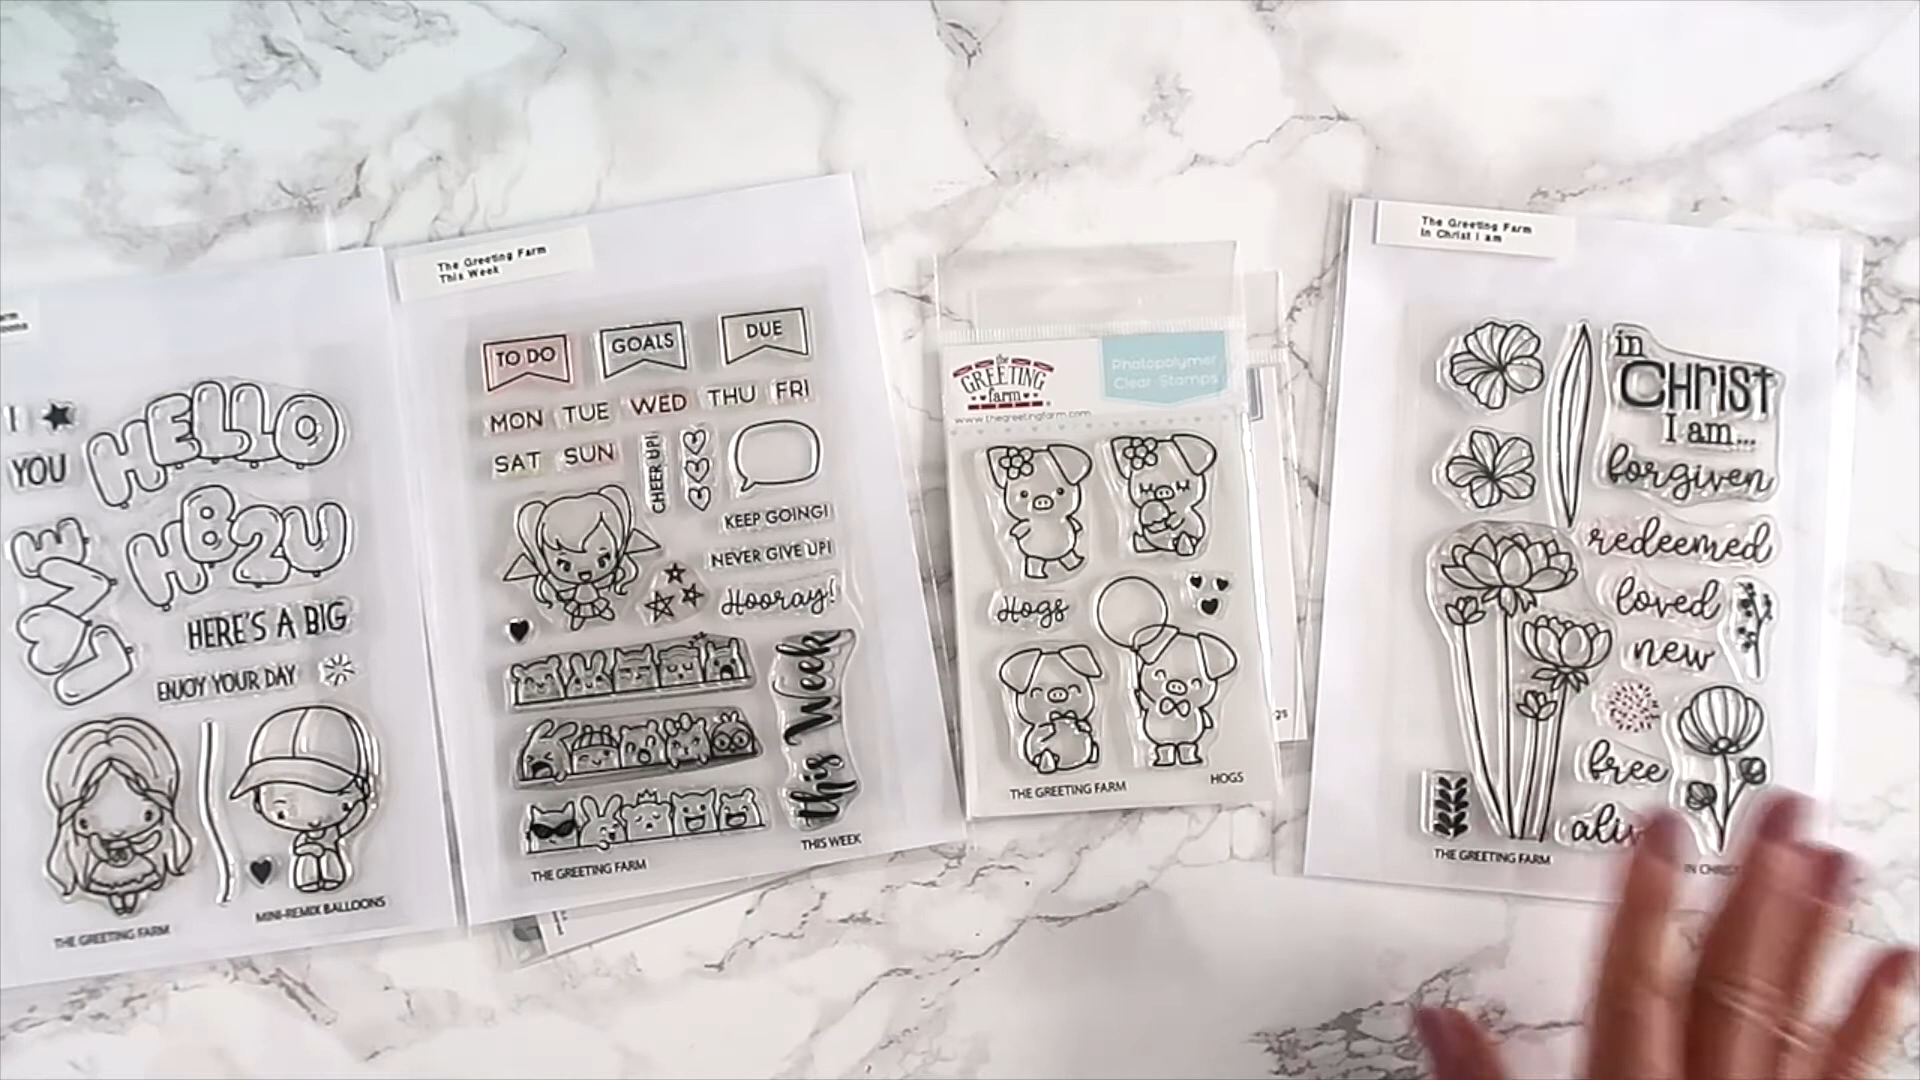 I
YOU
HELLO
LOVE
HB2U
HERE'S A BIG
ENJOY YOUR DAY
THE GREETING FARM
MINI-REMIX BALLOONS
The Greeting Farm
This Week
TO DO
GOALS
DUE
MON TUE WED THU FRI
SAT SUN
CHEER UP!
KEEP GOING!
NEVER GIVE UP!
Hooray!
this Week
THE GREETING FARM
THIS WEEK
the
GREETING
farm
Photopolymer
Clear Stamps
www.thegreetingfarm.com
Hogs
THE GREETING FARM
HOGS
The Greeting Farm
In Christ I am
in
CHRIST
I am...
forgiven
redeemed
loved
new
free
THE GREETING FARM
IN CHRIS